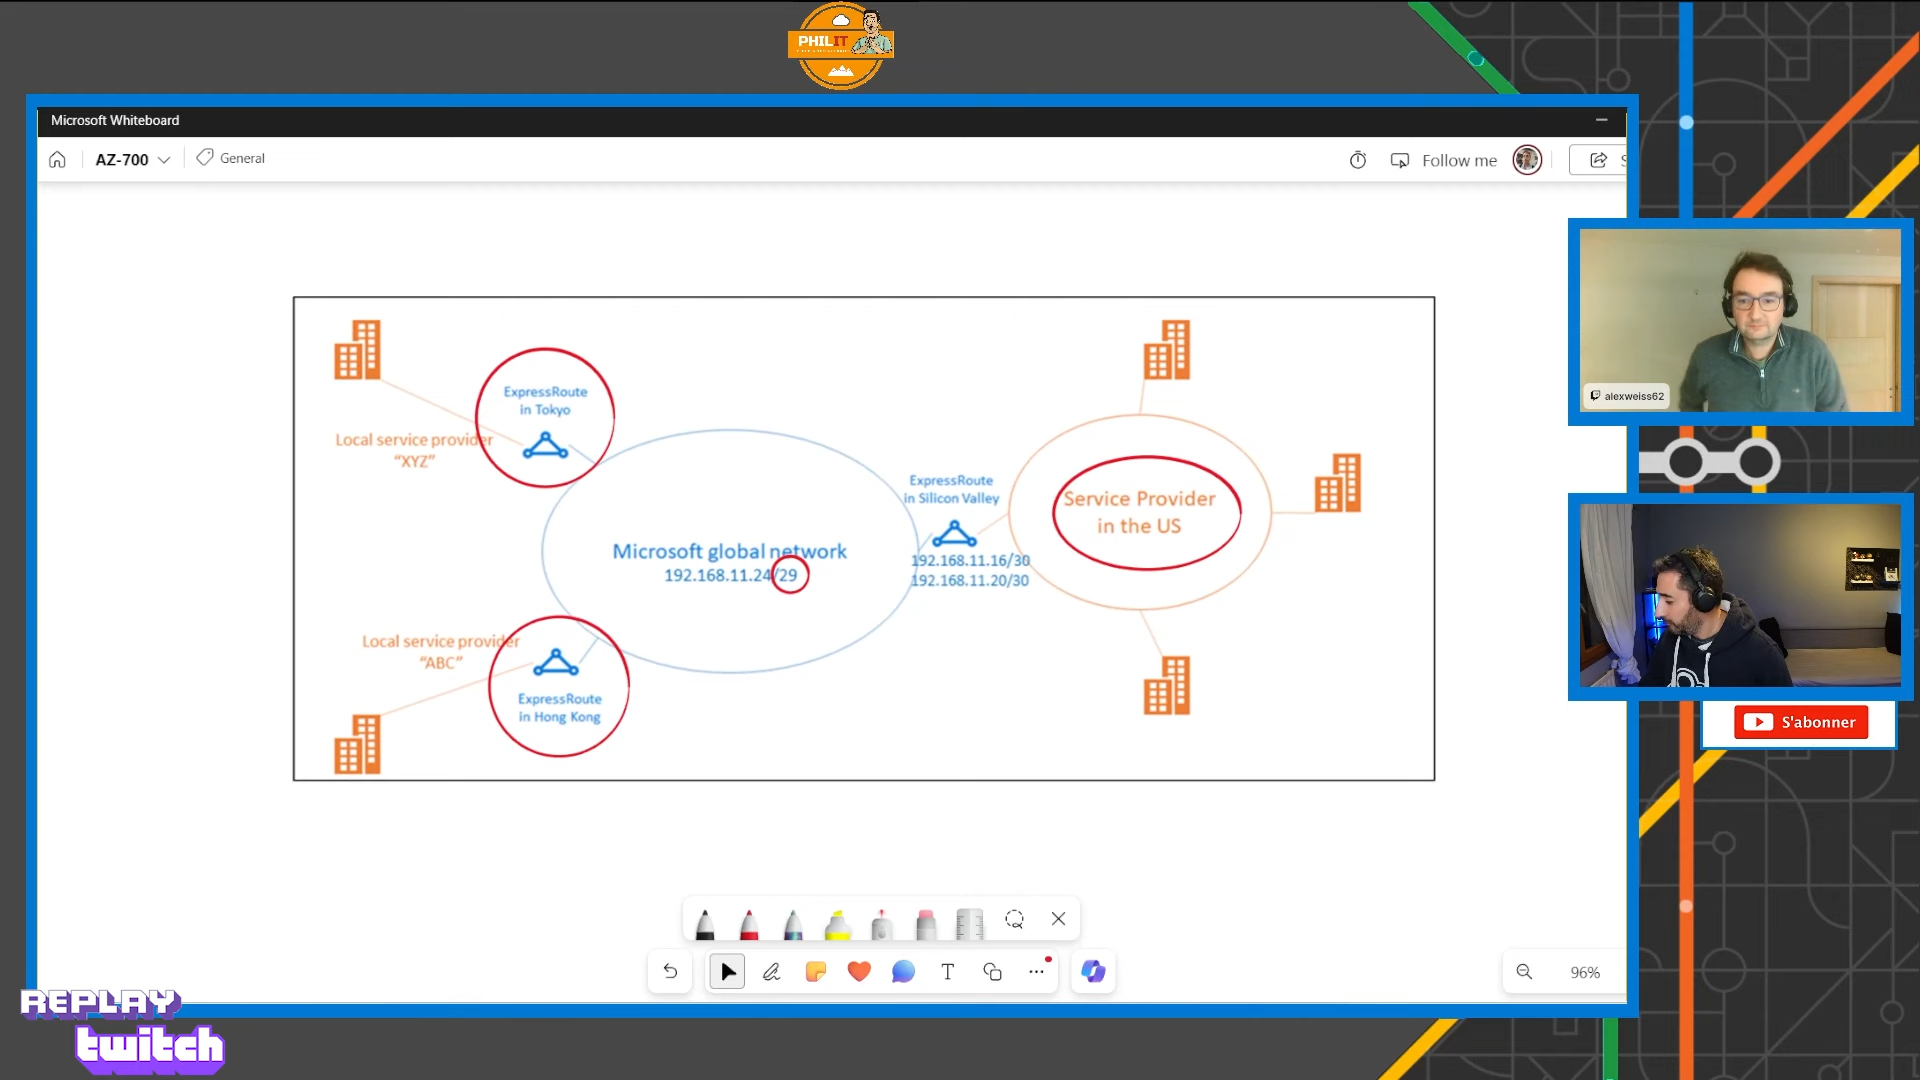 PHILIT
Microsoft Whiteboard
AZ-700
General
Follow me
ExpressRoute
in Tokyo
Local service provider
“XYZ”
ExpressRoute
in Silicon Valley
Service Provider
in the US
Microsoft global network
192.168.11.24/29
192.168.11.16/30
192.168.11.20/30
Local service provider
“ABC”
ExpressRoute
in Hong Kong
alexweiss62
S'abonner
T
96%
REPLAY
twitch